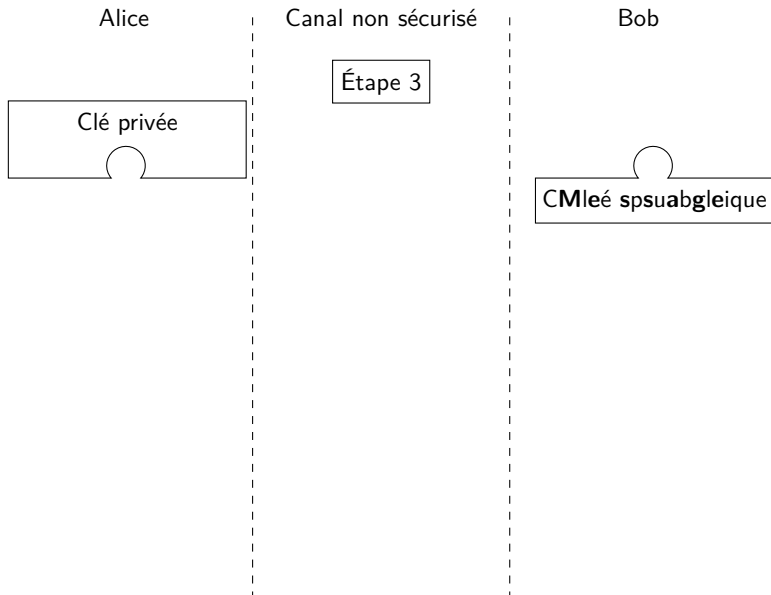 Alice Canal non sécurisé Bob
Étape 3
Clé privée
CMleé spsuabgleique